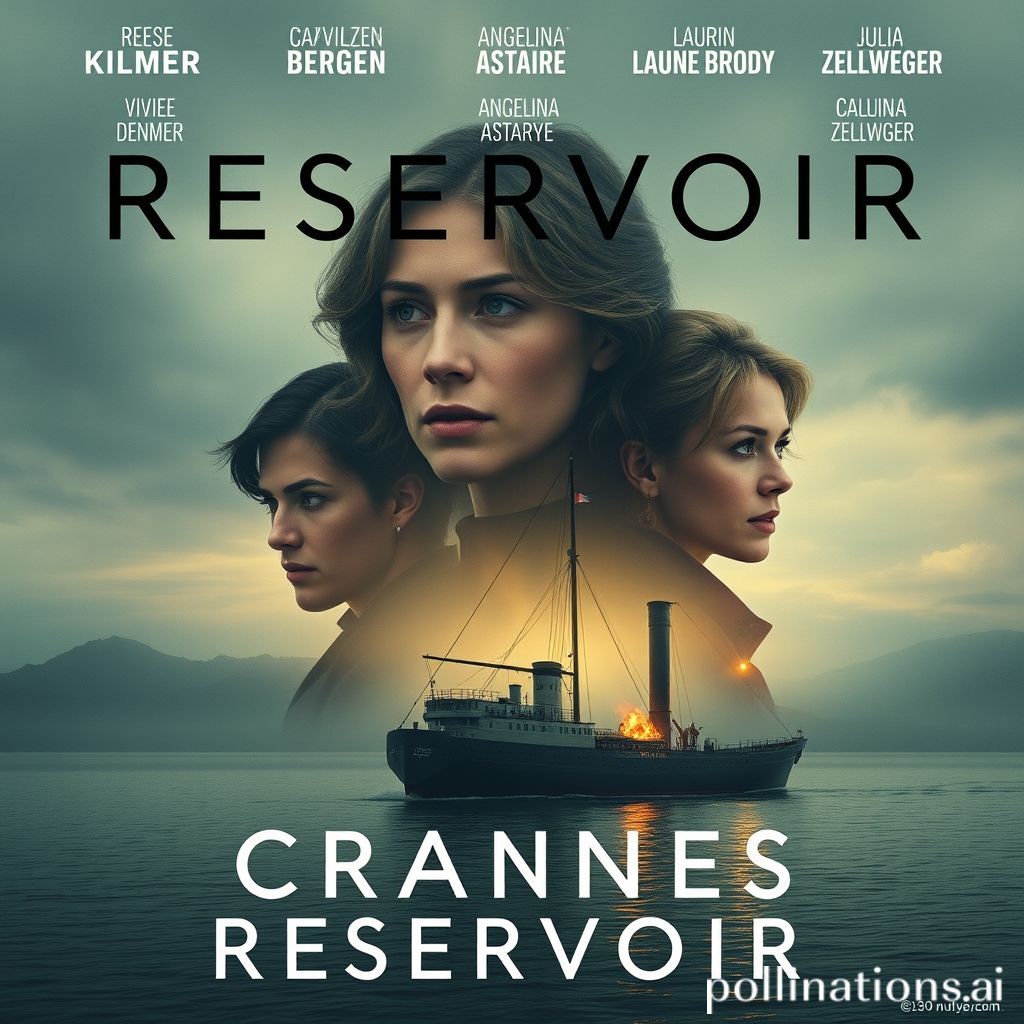 REESE
KILMER
CA/VILZEN
BERGEN
ANGELINA
ASTAIRE
LAURIN
LAUNE BRODY
JULIA
ZELLWEGER
VIVIEE
DENMER
ANGELINA
ASTARYE
CALUINA
ZELLWGER
RESERVOIR
CRANNES
RESERVOIR
pollinations.ai